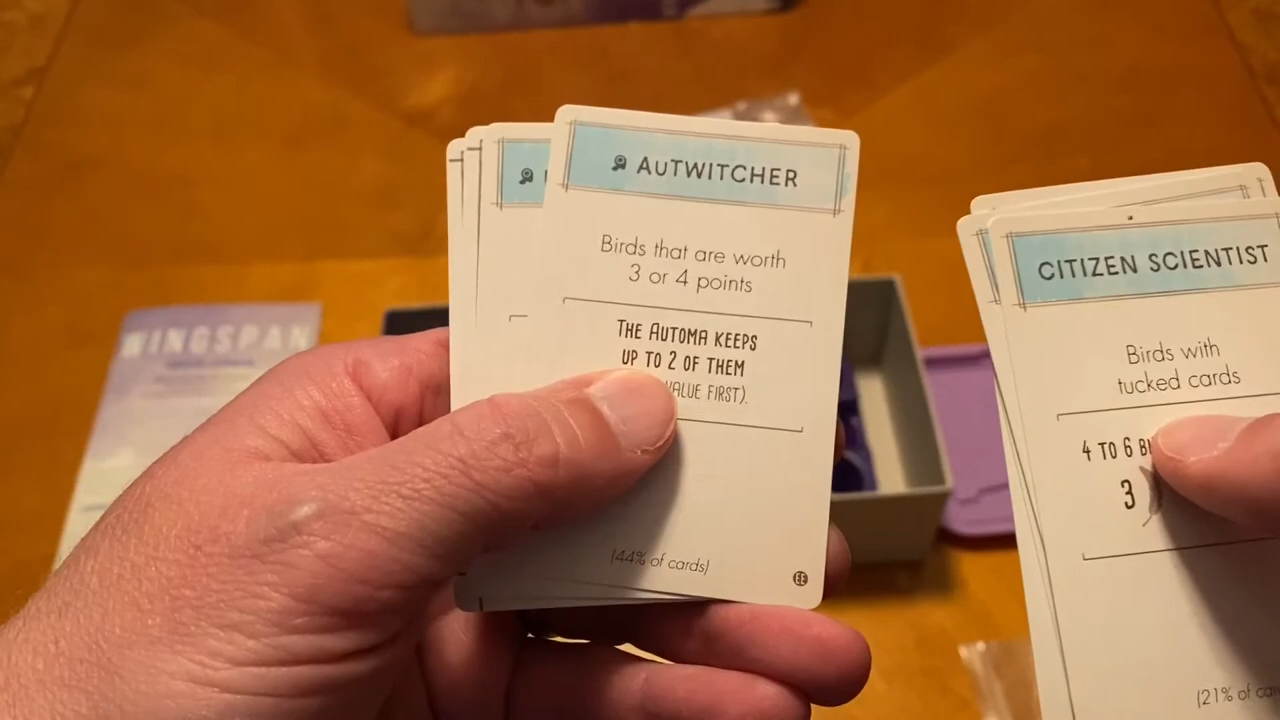 WINGSPAN
AuTWITCHER
Birds that are worth
3 or 4 points
THE AUTOMA KEEPS
UP TO 2 OF THEM
VALUE FIRST).
(44% of cards)
EE
CITIZEN SCIENTIST
Birds with
tucked cards
4 TO 6
3
(21% of